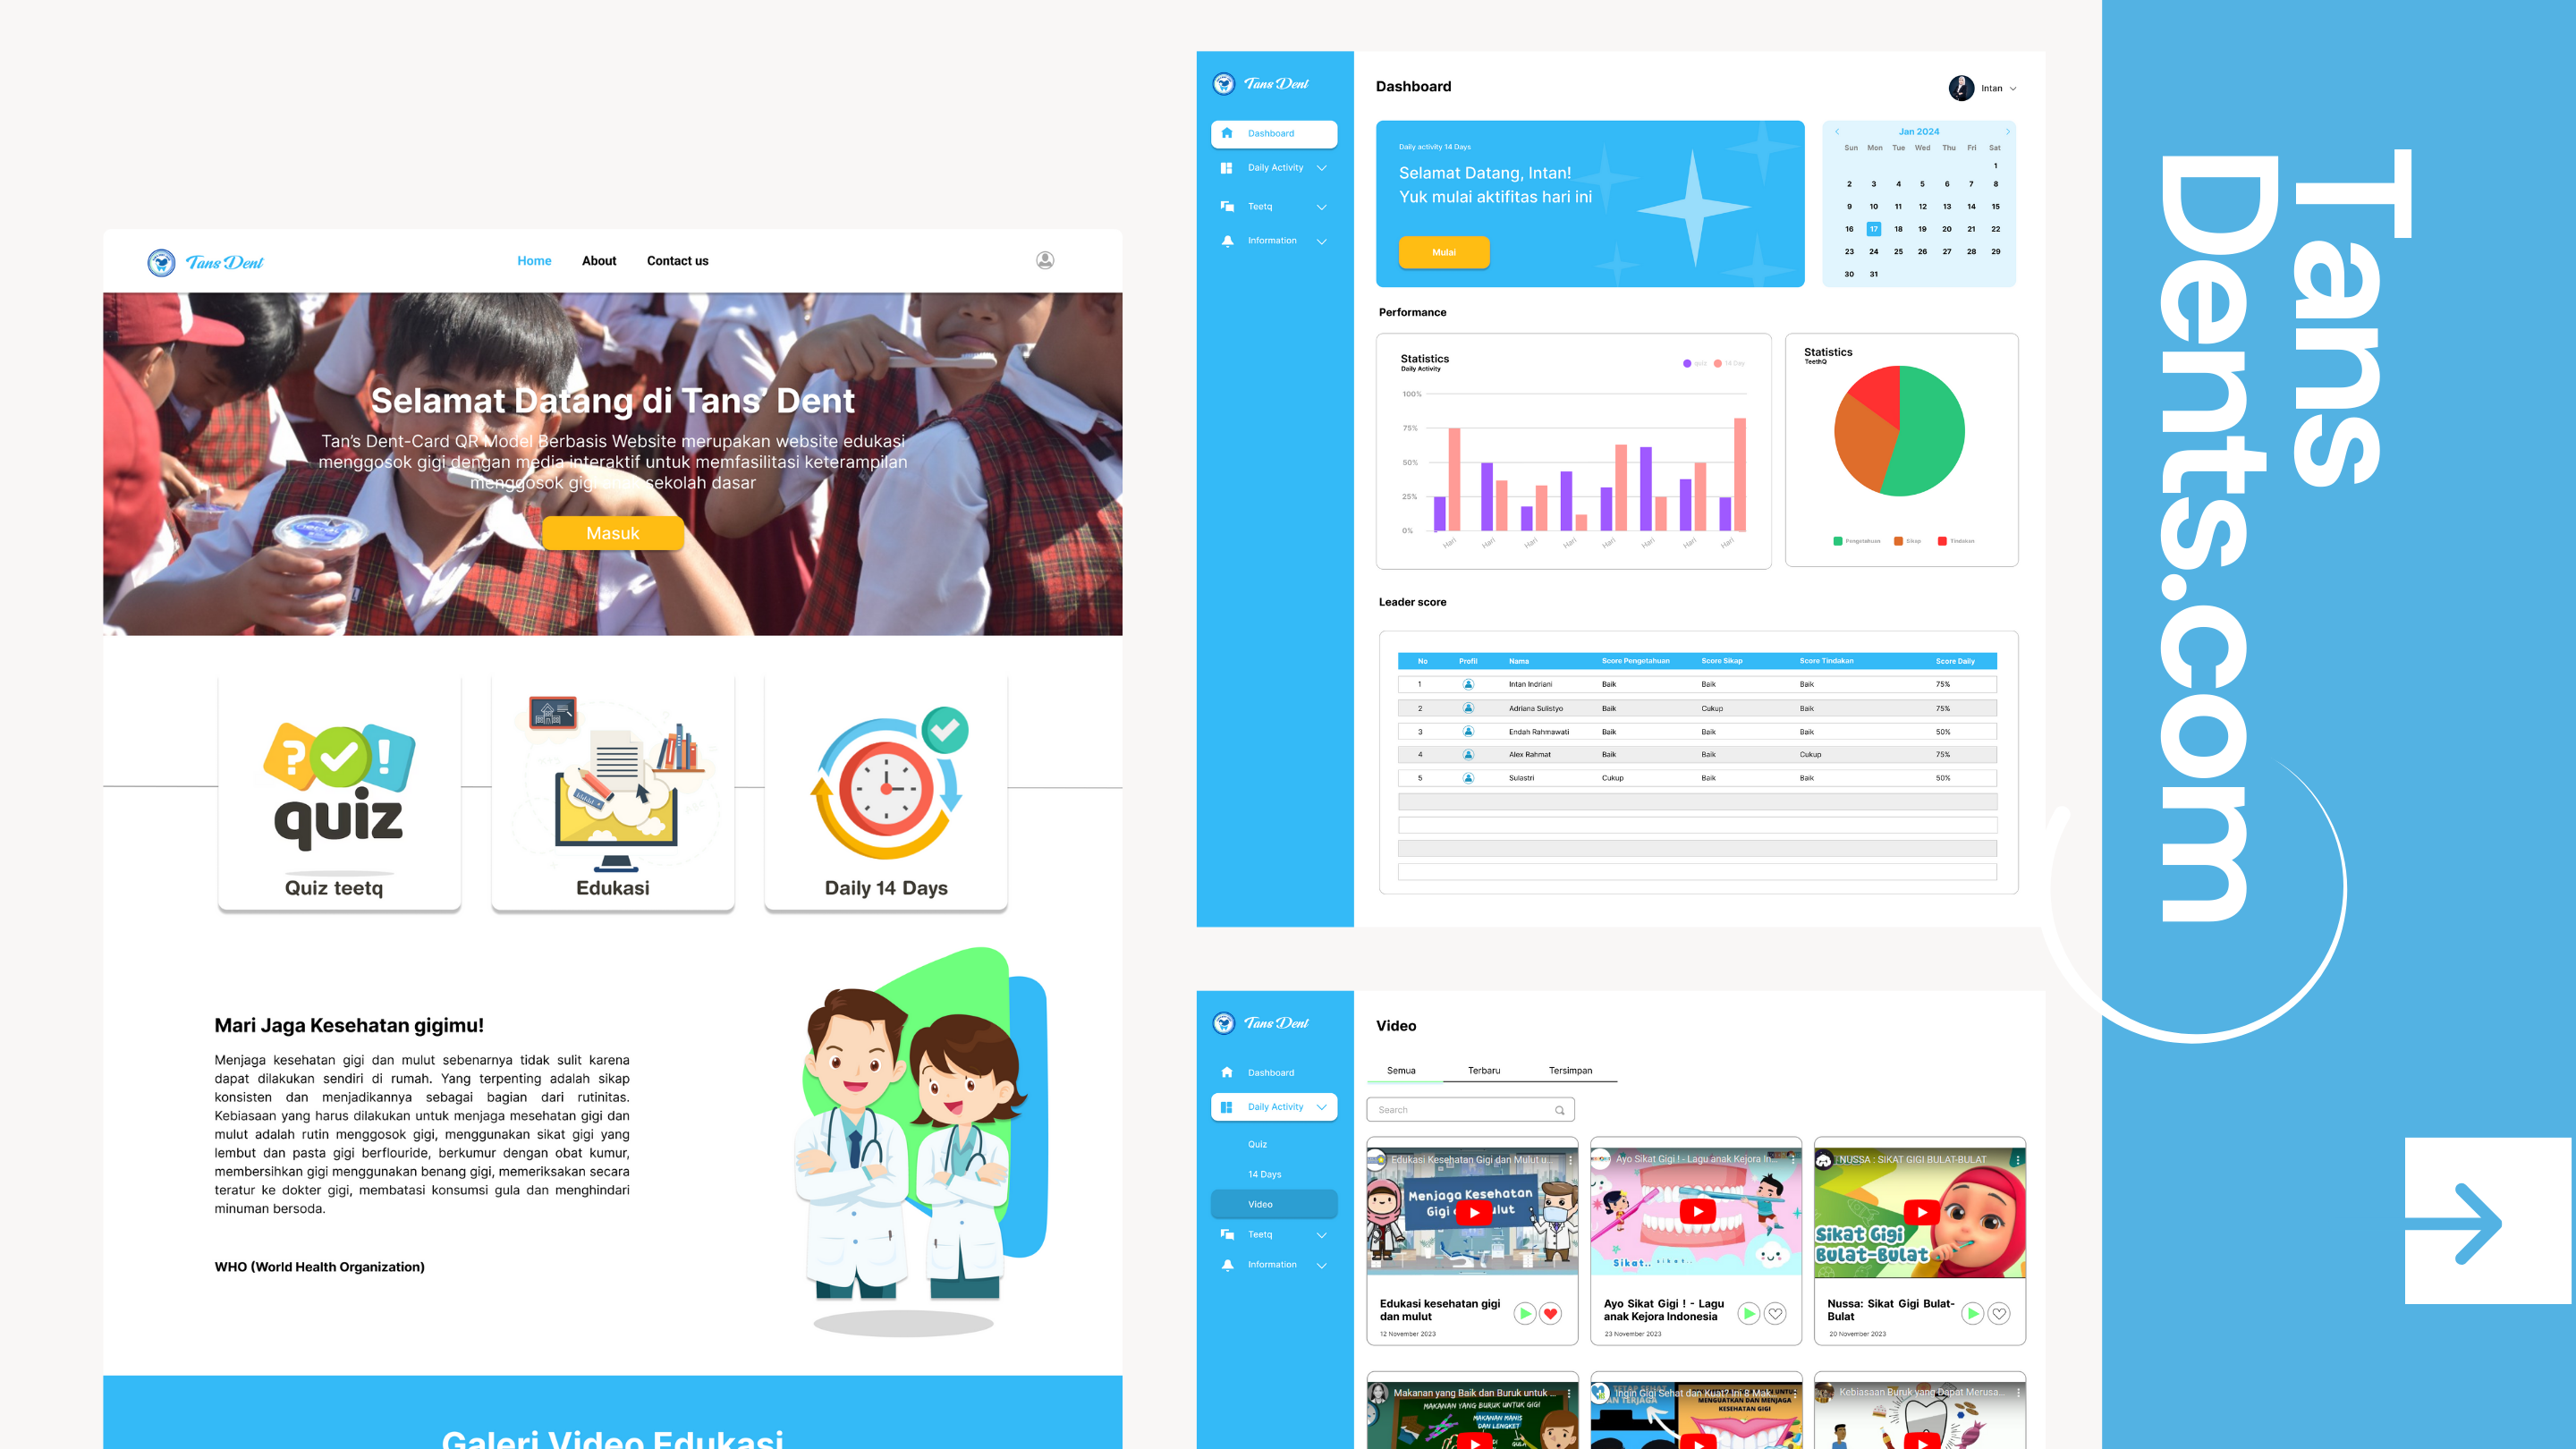 Tans Dent
Home
About
Contact us
Selamat Datang di Tans' Dent
Tan's Dent-Card QR Model Berbasis Website merupakan website edukasi
menggosok gigi dengan media interaktif untuk memfasilitasi keterampilan
menggosok gigi anak sekolah dasar
Masuk
quiz
Quiz teetq
Edukasi
Daily 14 Days
Mari Jaga Kesehatan gigimu!
Menjaga kesehatan gigi dan mulut sebenarnya tidak sulit karena
dapat dilakukan sendiri di rumah. Yang terpenting adalah sikap
konsisten dan menjadikannya sebagai bagian dari rutinitas.
Kebiasaan yang harus dilakukan untuk menjaga mesehatan gigi dan
mulut adalah rutin menggosok gigi, menggunakan sikat gigi yang
lembut dan pasta gigi berflouride, berkumur dengan obat kumur,
membersihkan gigi menggunakan benang gigi, memeriksakan secara
teratur ke dokter gigi, membatasi konsumsi gula dan menghindari
minuman bersoda.
WHO (World Health Organization)
Galeri Video Edukasi
Tans Dent
Dashboard
Daily Activity
Teetq
Information
Dashboard
Intan
Daily activity 14 Days
Selamat Datang, Intan!
Yuk mulai aktifitas hari ini
Mulai
Jan 2024
Sun Mon Tue Wed Thu Fri Sat
1
2 3 4 5 6 7 8
9 10 11 12 13 14 15
16 17 18 19 20 21 22
23 24 25 26 27 28 29
30 31
Performance
Statistics
Daily Activity
quiz 14 Day
100%
75%
50%
25%
0%
Hari Hari Hari Hari Hari Hari Hari Hari
Statistics
TeethQ
Pengetahuan Sikap Tindakan
Leader score
No Profil Nama Score Pengetahuan Score Sikap Score Tindakan Score Daily
1 Intan Indriani Baik Baik Baik 75%
2 Adriana Sulistyo Baik Cukup Baik 75%
3 Endah Rahmawati Baik Baik Baik 50%
4 Alex Rahmat Baik Baik Cukup 75%
5 Sulastri Cukup Baik Baik 50%
Tans Dent
Dashboard
Daily Activity
Quiz
14 Days
Video
Teetq
Information
Video
Semua
Terbaru
Tersimpan
Search
Edukasi Kesehatan Gigi dan Mulut u...
Menjaga Kesehatan
Edukasi kesehatan gigi
dan mulut
12 November 2023
Ayo Sikat Gigi ! - Lagu anak Kejora In...
Sikat.. sikat..
Ayo Sikat Gigi ! - Lagu
anak Kejora Indonesia
23 November 2023
NUSSA : SIKAT GIGI BULAT-BULAT
Sikat Gigi
Bulat-Bulat
Nussa: Sikat Gigi Bulat-
Bulat
20 November 2023
Makanan yang Baik dan Buruk untuk ...
MAKANAN YANG BURUK UNTUK GIGI
MAKANAN MANIS
DAN LENGKET
GULA
Ingin Gigi Sehat dan Kuat? Ini 8 Mak...
MENGUATKAN DAN MENJAGA
KESEHATAN GIGI
Kebiasaan Buruk yang Dapat Merusa...
Tans
Dents.com